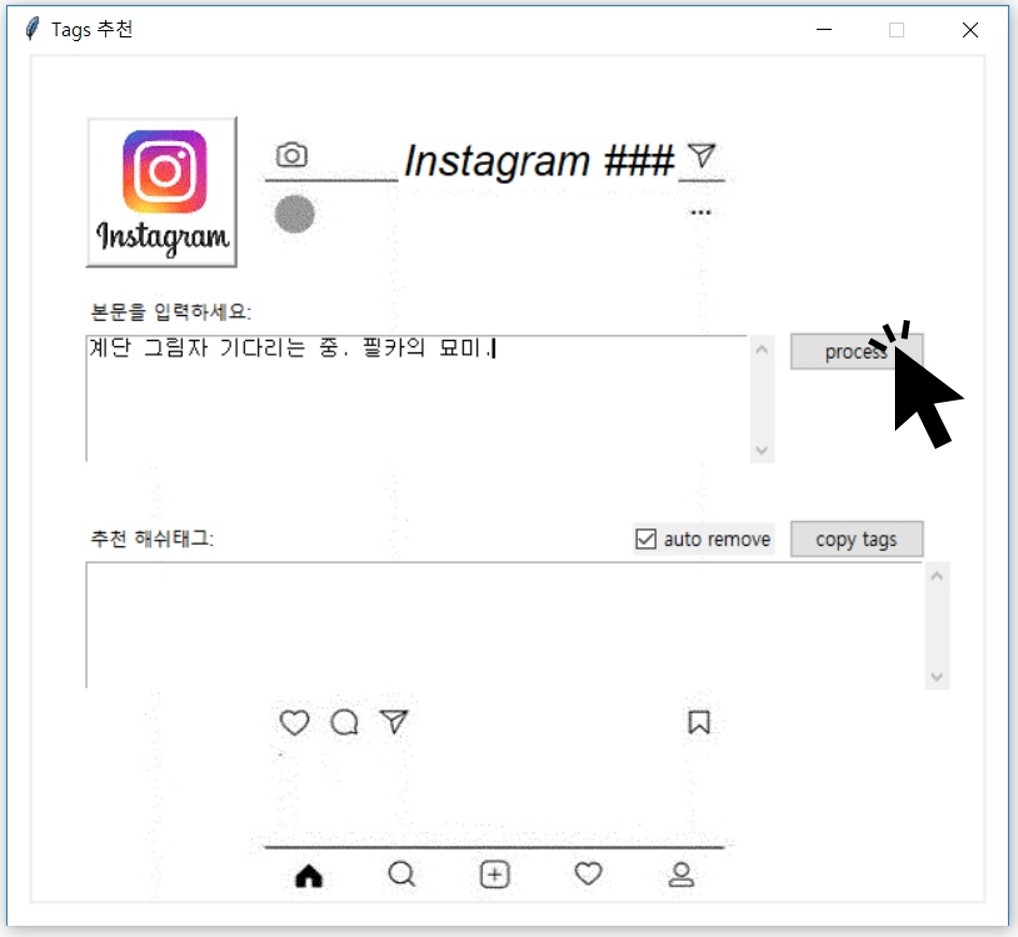 Tags 추천
Instagram ###
Instagram
본문을 입력하세요:
계단 그림자 기다리는 중. 필카의 묘미.
process
추천 해쉬태그:
auto remove
copy tags